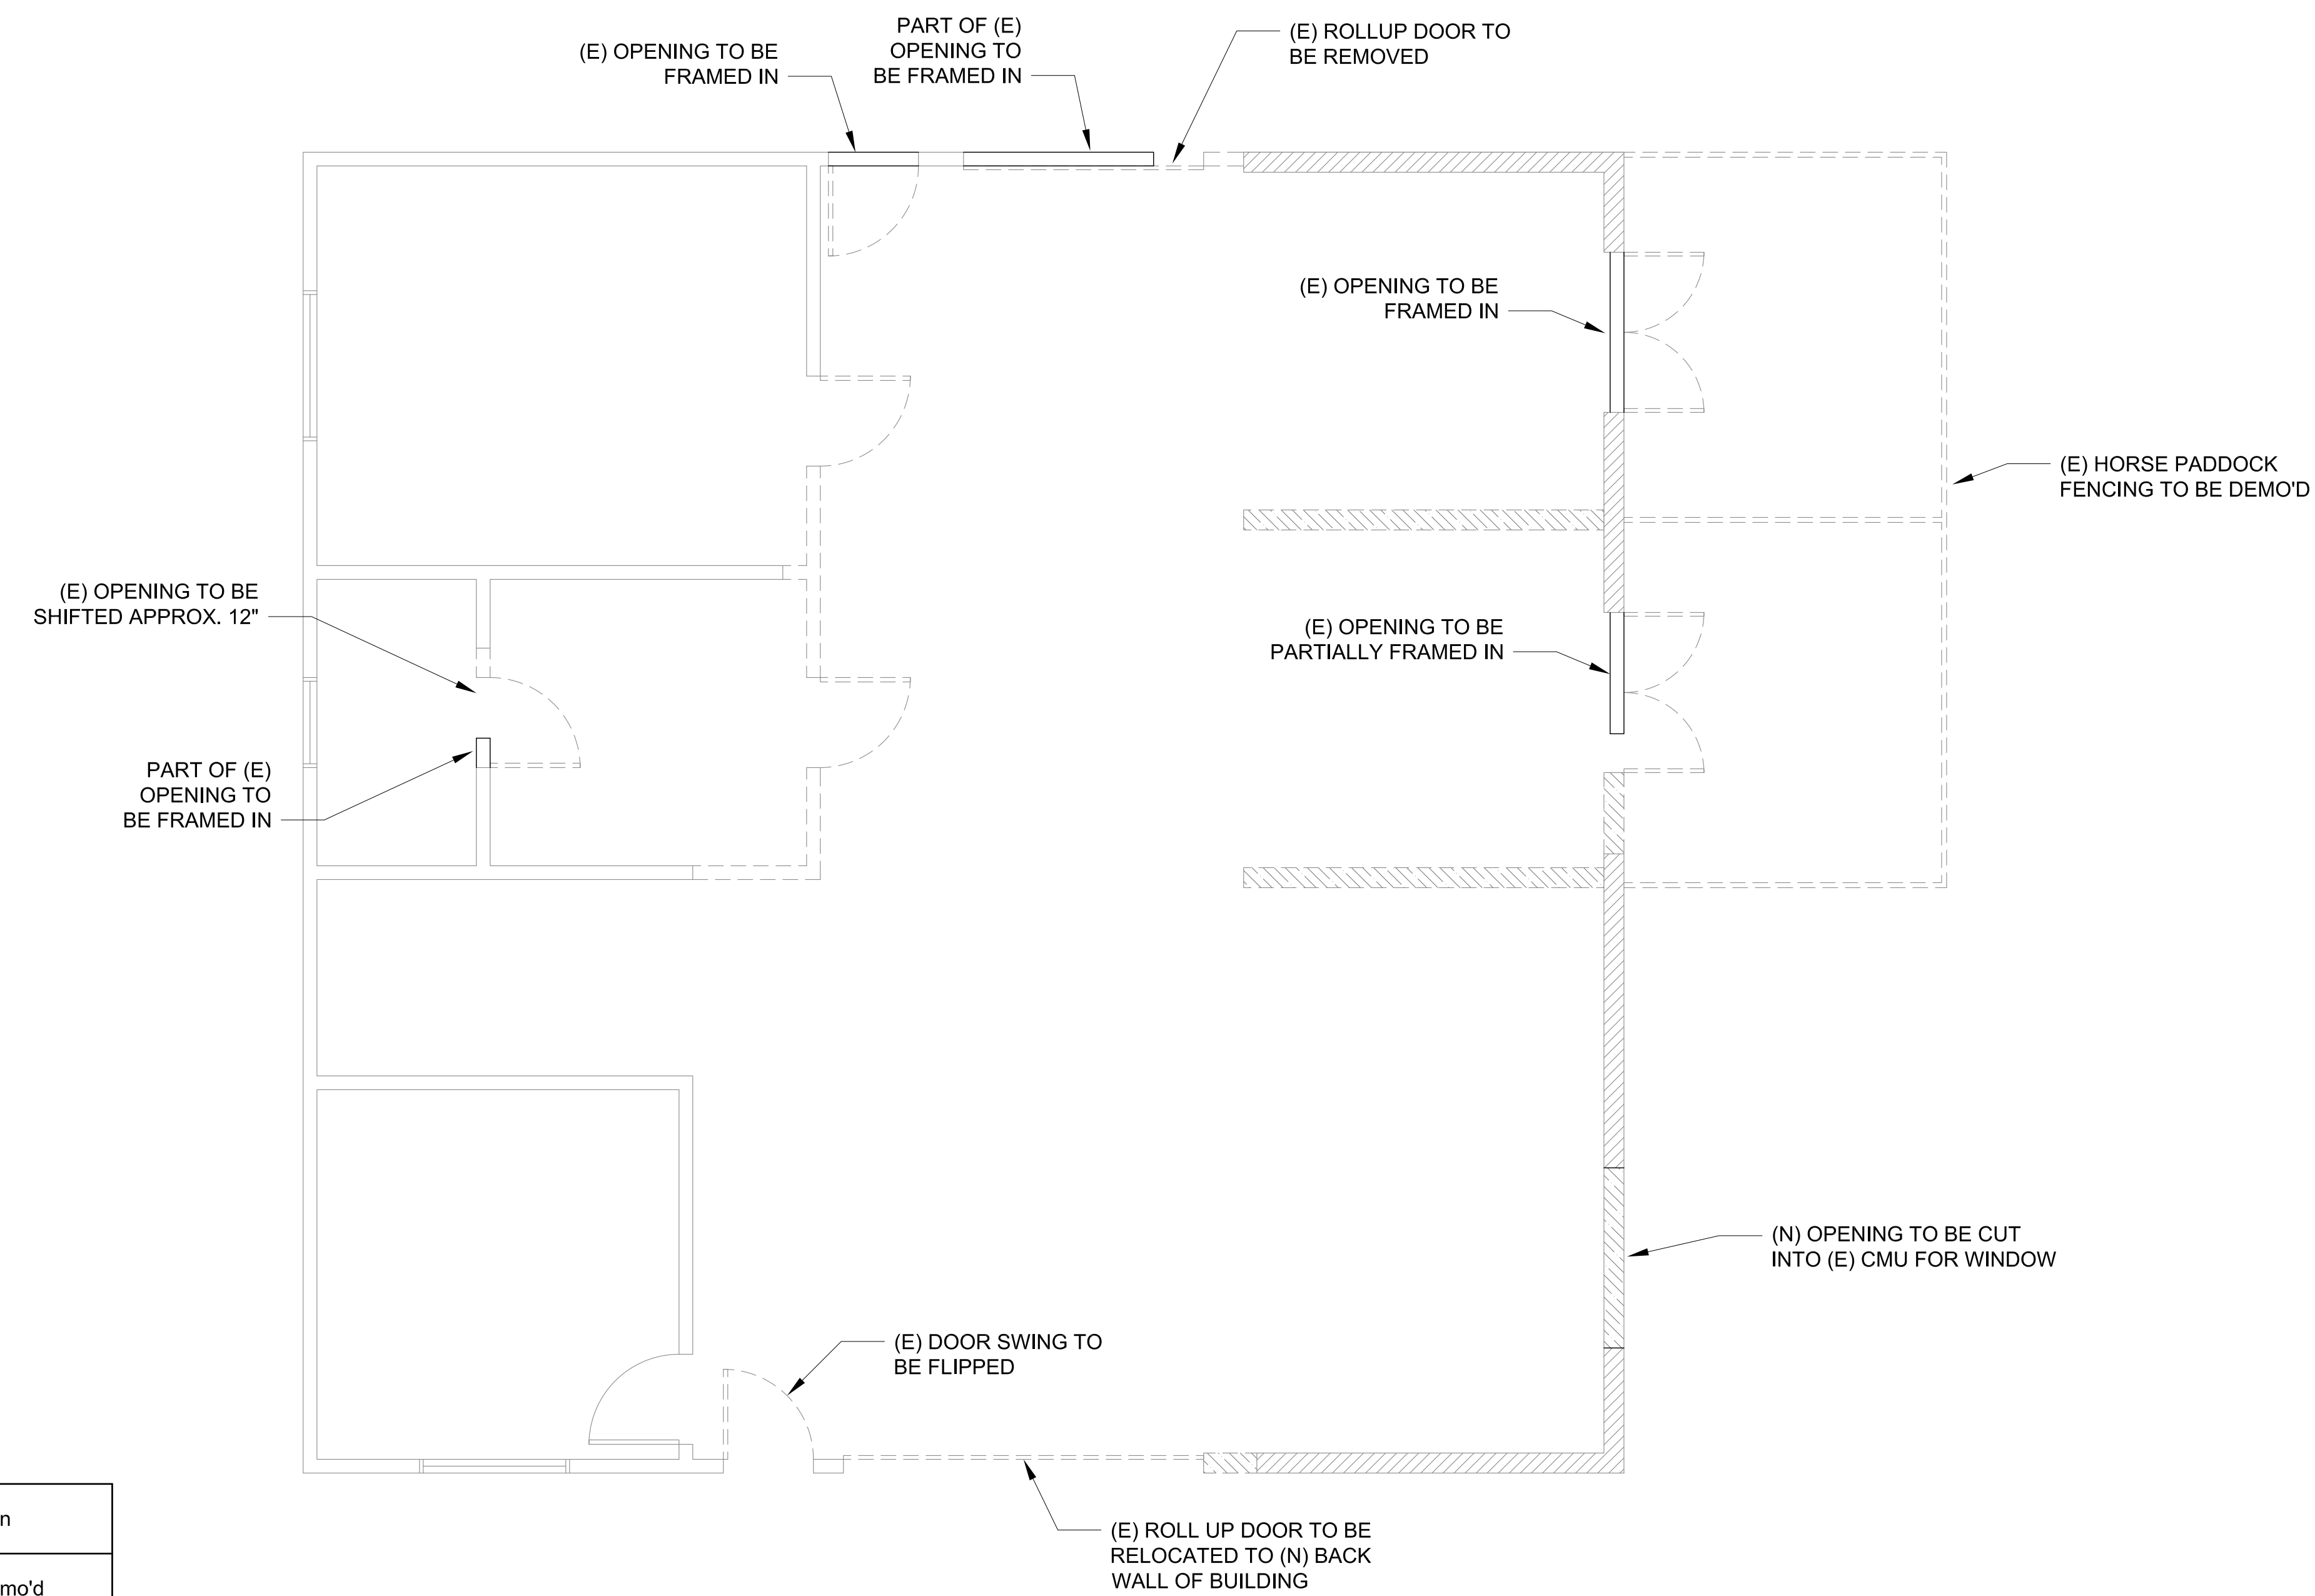 (E) OPENING TO BE
FRAMED IN
PART OF (E)
OPENING TO
BE FRAMED IN
(E) ROLLUP DOOR TO
BE REMOVED
(E) OPENING TO BE
FRAMED IN
(E) HORSE PADDOCK
FENCING TO BE DEMO'D
(E) OPENING TO BE
SHIFTED APPROX. 12"
(E) OPENING TO BE
PARTIALLY FRAMED IN
PART OF (E)
OPENING TO
BE FRAMED IN
(N) OPENING TO BE CUT
INTO (E) CMU FOR WINDOW
(E) DOOR SWING TO
BE FLIPPED
(E) ROLL UP DOOR TO BE
RELOCATED TO (N) BACK
WALL OF BUILDING
n
mo'd